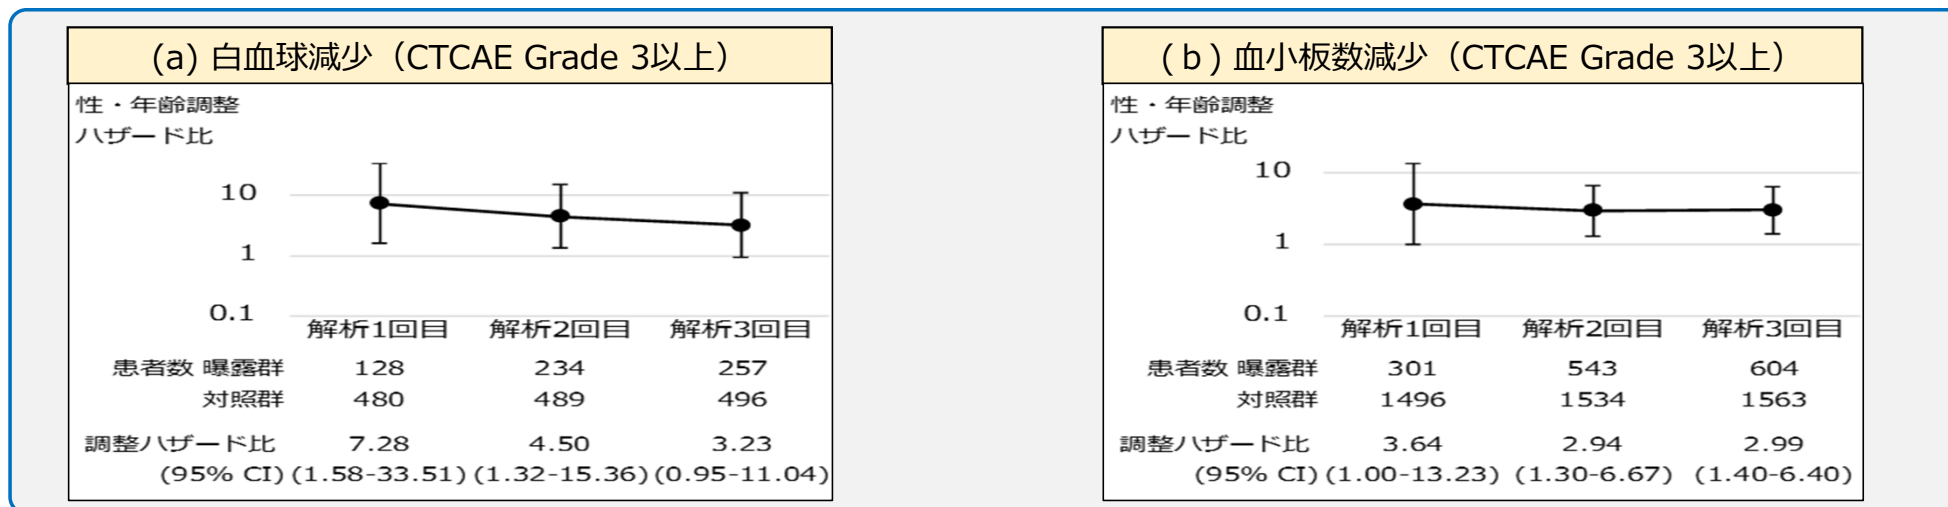 (a) 白血球減少（CTCAE Grade 3以上）
性・年齢調整
ハザード比
10
1
0.1
解析1回目 解析2回目 解析3回目
患者数 曝露群 128 234 257
対照群 480 489 496
調整ハザード比 7.28 4.50 3.23
(95% CI) (1.58-33.51) (1.32-15.36) (0.95-11.04)
(ｂ) 血小板数減少（CTCAE Grade 3以上）
性・年齢調整
ハザード比
10
1
0.1
解析1回目 解析2回目 解析3回目
患者数 曝露群 301 543 604
対照群 1496 1534 1563
調整ハザード比 3.64 2.94 2.99
(95% CI) (1.00-13.23) (1.30-6.67) (1.40-6.40)